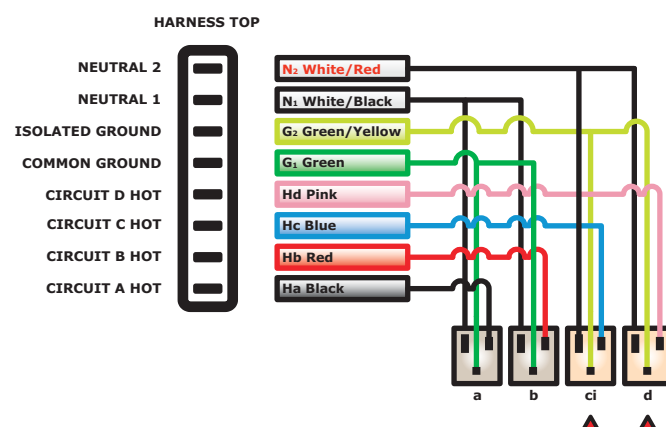 HARNESS TOP
NEUTRAL 2
N₂ White/Red
NEUTRAL 1
N₁ White/Black
ISOLATED GROUND
G₂ Green/Yellow
COMMON GROUND
G₁ Green
CIRCUIT D HOT
Hd Pink
CIRCUIT C HOT
Hc Blue
CIRCUIT B HOT
Hb Red
CIRCUIT A HOT
Ha Black
a b ci d